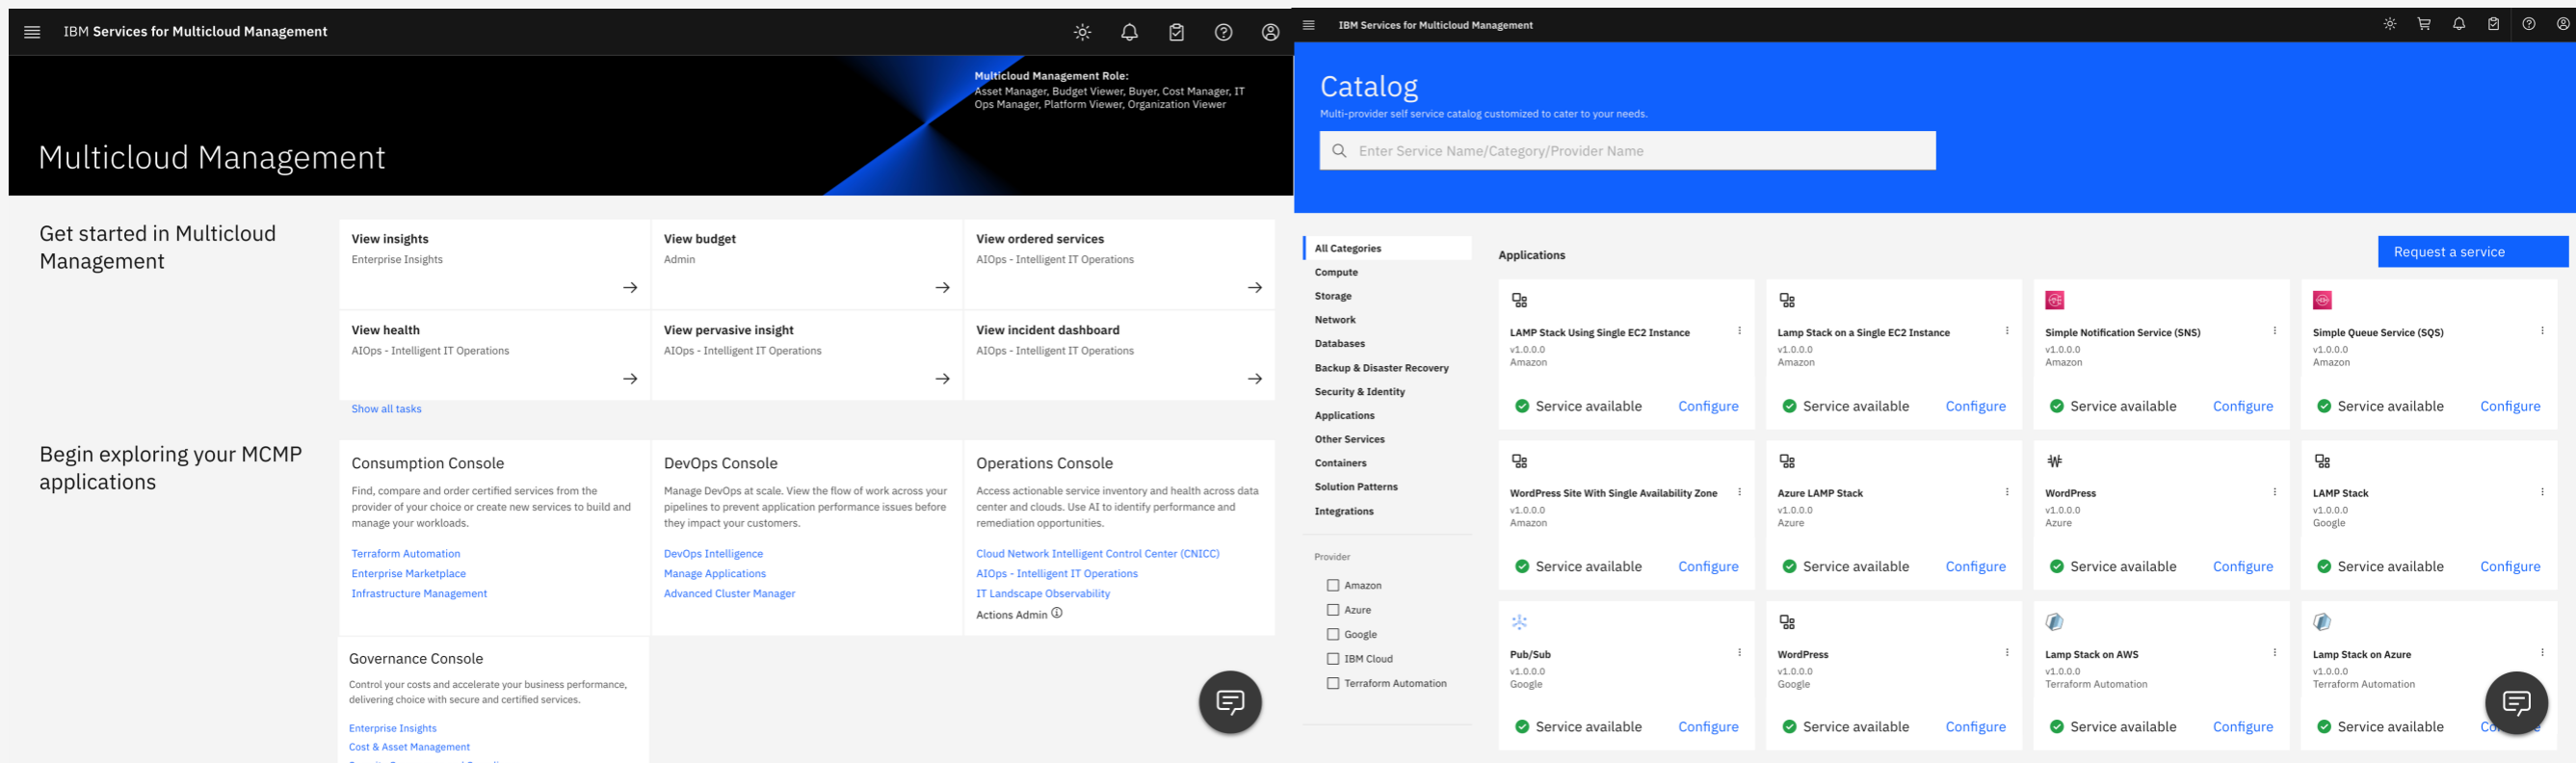 IBM Services for Multicloud Management
Multicloud Management Role:
Asset Manager, Budget Viewer, Buyer, Cost Manager, IT
Ops Manager, Platform Viewer, Organization Viewer
Multicloud Management
Get started in Multicloud
Management
View insights
Enterprise Insights
View budget
Admin
View ordered services
AIOps - Intelligent IT Operations
View health
AIOps - Intelligent IT Operations
View pervasive insight
AIOps - Intelligent IT Operations
View incident dashboard
AIOps - Intelligent IT Operations
Show all tasks
Begin exploring your MCMP
applications
Consumption Console
Find, compare and order certified services from the
provider of your choice or create new services to build and
manage your workloads.
Terraform Automation
Enterprise Marketplace
Infrastructure Management
DevOps Console
Manage DevOps at scale. View the flow of work across your
pipelines to prevent application performance issues before
they impact your customers.
DevOps Intelligence
Manage Applications
Advanced Cluster Manager
Operations Console
Access actionable service inventory and health across data
center and clouds. Use AI to identify performance and
remediation opportunities.
Cloud Network Intelligent Control Center (CNICC)
AIOps - Intelligent IT Operations
IT Landscape Observability
Actions Admin
Governance Console
Control your costs and accelerate your business performance,
delivering choice with secure and certified services.
Enterprise Insights
Cost & Asset Management
IBM Services for Multicloud Management
Catalog
Multi-provider self service catalog customized to cater to your needs.
Enter Service Name/Category/Provider Name
All Categories
Compute
Storage
Network
Databases
Backup & Disaster Recovery
Security & Identity
Applications
Other Services
Containers
Solution Patterns
Integrations
Provider
Amazon
Azure
Google
IBM Cloud
Terraform Automation
Applications
Request a service
LAMP Stack Using Single EC2 Instance
v1.0.0.0
Amazon
Service available Configure
Lamp Stack on a Single EC2 Instance
v1.0.0.0
Amazon
Service available Configure
Simple Notification Service (SNS)
v1.0.0.0
Amazon
Service available Configure
Simple Queue Service (SQS)
v1.0.0.0
Amazon
Service available Configure
WordPress Site With Single Availability Zone
v1.0.0.0
Amazon
Service available Configure
Azure LAMP Stack
v1.0.0.0
Azure
Service available Configure
WordPress
v1.0.0.0
Azure
Service available Configure
LAMP Stack
v1.0.0.0
Google
Service available Configure
Pub/Sub
v1.0.0.0
Google
Service available Configure
WordPress
v1.0.0.0
Google
Service available Configure
Lamp Stack on AWS
v1.0.0.0
Terraform Automation
Service available Configure
Lamp Stack on Azure
v1.0.0.0
Terraform Automation
Service available